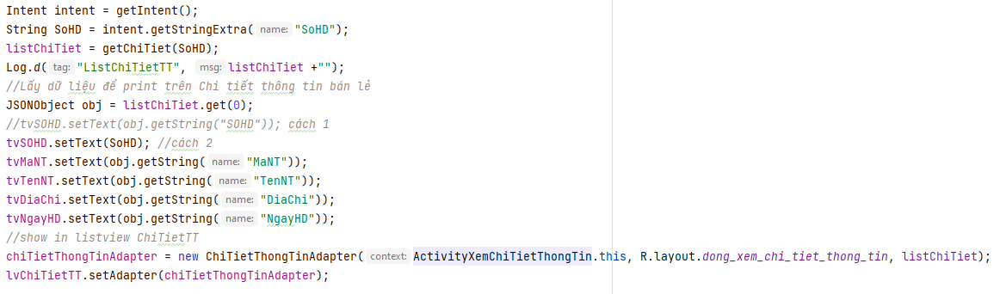 Intent intent = getIntent();
String SoHD = intent.getStringExtra( name: "SoHD");
listChiTiet = getChiTiet(SoHD);
Log.d( tag: "ListChiTietTT", msg: listChiTiet +"");
//Lấy dữ liệu để print trên Chi tiết thông tin bán lẻ
JSONObject obj = listChiTiet.get(0);
//tvSOHD.setText(obj.getString("SOHD")); cách 1
tvSOHD.setText(SoHD); //cách 2
tvMaNT.setText(obj.getString( name: "MaNT"));
tvTenNT.setText(obj.getString( name: "TenNT"));
tvDiaChi.setText(obj.getString( name: "DiaChi"));
tvNgayHD.setText(obj.getString( name: "NgayHD"));
//show in listview ChiTietTT
chiTietThongTinAdapter = new ChiTietThongTinAdapter( context: ActivityXemChiTietThongTin.this, R.layout.dong_xem_chi_tiet_thong_tin, listChiTiet);
lvChiTietTT.setAdapter(chiTietThongTinAdapter);